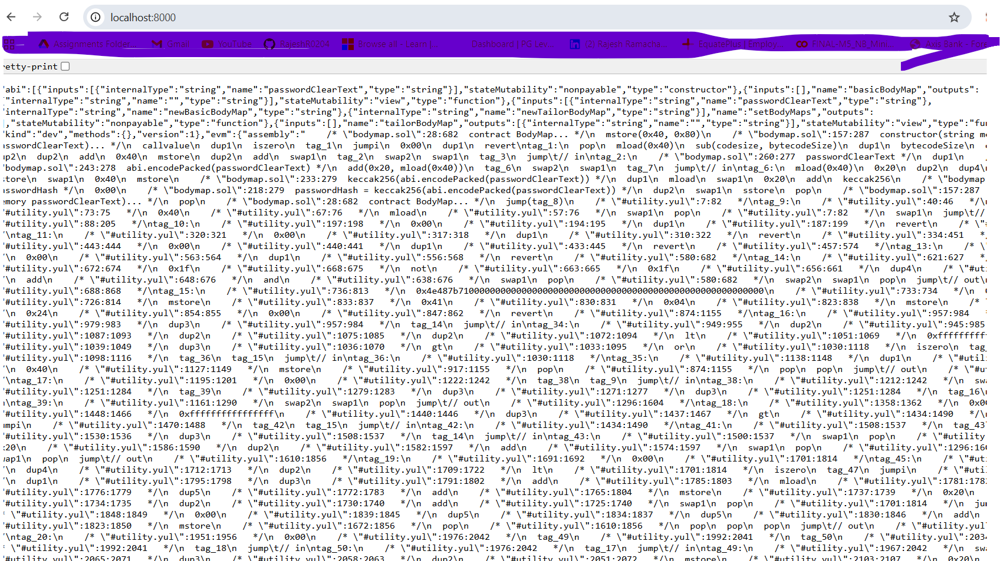 localhost:8000
Assignments Folder... Gmail YouTube RajeshR0204 Browse all - Learn |... Dashboard | PG Lev... (2) Rajesh Ramacha... EquatePlus | Employ... FINAL-M5_NB_Mini... Axis Bank - Fore
retty-print
"abi":[{"inputs":[{"internalType":"string","name":"passwordClearText","type":"string"}],"stateMutability":"nonpayable","type":"constructor"},{"inputs":[],"name":"basicBodyMap","outputs":
{"internalType":"string","name":"","type":"string"}],"stateMutability":"view","type":"function"},{"inputs":[{"internalType":"string","name":"passwordClearText","type":"string"},
"internalType":"string","name":"newBasicBodyMap","type":"string"},{"internalType":"string","name":"newTailorBodyMap","type":"string"}],"name":"setBodyMaps","outputs":
],"stateMutability":"nonpayable","type":"function"},{"inputs":[],"name":"tailorBodyMap","outputs":[{"internalType":"string","name":"","type":"string"}],"stateMutability":"view","type":"fu
"kind":"dev","methods":{},"version":1},"evm":{"assembly":"    /* \"bodymap.sol\":28:682  contract BodyMap... */\n  mstore(0x40, 0x80)\n    /* \"bodymap.sol\":157:287  constructor(string me
asswordClearText)... */\n  callvalue\n  dup1\n  iszero\n  tag_1\n  jumpi\n  0x00\n  dup1\n  revert\ntag_1:\n  pop\n  mload(0x40)\n  sub(codesize, bytecodeSize)\n  dup1\n  bytecodeSize\n
up2\n  dup2\n  add\n  0x40\n  mstore\n  dup2\n  add\n  swap1\n  tag_2\n  swap2\n  swap1\n  tag_3\n  jump\t// in\ntag_2:\n    /* \"bodymap.sol\":260:277  passwordClearText */\n  dup1\n    /
"bodymap.sol\":243:278  abi.encodePacked(passwordClearText) */\n  add(0x20, mload(0x40))\n  tag_6\n  swap2\n  swap1\n  tag_7\n  jump\t// in\ntag_6:\n  mload(0x40)\n  0x20\n  dup2\n  dup4\n
store\n  swap1\n  0x40\n  mstore\n    /* \"bodymap.sol\":233:279  keccak256(abi.encodePacked(passwordClearText)) */\n  dup1\n  mload\n  swap1\n  0x20\n  add\n  keccak256\n    /* \"bodymap
asswordHash */\n  0x00\n    /* \"bodymap.sol\":218:279  passwordHash = keccak256(abi.encodePacked(passwordClearText)) */\n  dup2\n  swap1\n  sstore\n  pop\n    /* \"bodymap.sol\":157:287
emory passwordClearText)... */\n  pop\n    /* \"bodymap.sol\":28:682  contract BodyMap... */\n  jump(tag_8)\n    /* \"#utility.yul\":7:82   */\ntag_9:\n    /* \"#utility.yul\":40:46   */\n
"#utility.yul\":73:75   */\n  0x40\n    /* \"#utility.yul\":67:76   */\n  mload\n    /* \"#utility.yul\":57:76   */\n  swap1\n  pop\n    /* \"#utility.yul\":7:82   */\n  swap1\n  jump\t//
"#utility.yul\":88:205   */\ntag_10:\n    /* \"#utility.yul\":197:198   */\n  0x00\n    /* \"#utility.yul\":194:195   */\n  dup1\n    /* \"#utility.yul\":187:199   */\n  revert\n    /* \"#
/\ntag_11:\n    /* \"#utility.yul\":320:321   */\n  0x00\n    /* \"#utility.yul\":317:318   */\n  dup1\n    /* \"#utility.yul\":310:322   */\n  revert\n    /* \"#utility.yul\":334:451   */\
"#utility.yul\":443:444   */\n  0x00\n    /* \"#utility.yul\":440:441   */\n  dup1\n    /* \"#utility.yul\":433:445   */\n  revert\n    /* \"#utility.yul\":457:574   */\ntag_13:\n    /* \
/\n  0x00\n    /* \"#utility.yul\":563:564   */\n  dup1\n    /* \"#utility.yul\":556:568   */\n  revert\n    /* \"#utility.yul\":580:682   */\ntag_14:\n    /* \"#utility.yul\":621:627   *
"#utility.yul\":672:674   */\n  0x1f\n    /* \"#utility.yul\":668:675   */\n  not\n    /* \"#utility.yul\":663:665   */\n  0x1f\n    /* \"#utility.yul\":656:661   */\n  dup4\n    /* \"#ut
/\n  add\n    /* \"#utility.yul\":648:676   */\n  and\n    /* \"#utility.yul\":638:676   */\n  swap1\n  pop\n    /* \"#utility.yul\":580:682   */\n  swap2\n  swap1\n  pop\n  jump\t// out\n
"#utility.yul\":688:868   */\ntag_15:\n    /* \"#utility.yul\":736:813   */\n  0x4e487b7100000000000000000000000000000000000000000000000000000000\n    /* \"#utility.yul\":733:734   */\n
"#utility.yul\":726:814   */\n  mstore\n    /* \"#utility.yul\":833:837   */\n  0x41\n    /* \"#utility.yul\":830:831   */\n  0x04\n    /* \"#utility.yul\":823:838   */\n  mstore\n    /* \
/\n  0x24\n    /* \"#utility.yul\":854:855   */\n  0x00\n    /* \"#utility.yul\":847:862   */\n  revert\n    /* \"#utility.yul\":874:1155   */\ntag_16:\n    /* \"#utility.yul\":957:984   *
"#utility.yul\":979:983   */\n  dup3\n    /* \"#utility.yul\":957:984   */\n  tag_14\n  jump\t// in\ntag_34:\n    /* \"#utility.yul\":949:955   */\n  dup2\n    /* \"#utility.yul\":945:985
"#utility.yul\":1087:1093   */\n  dup2\n    /* \"#utility.yul\":1075:1085   */\n  dup2\n    /* \"#utility.yul\":1072:1094   */\n  lt\n    /* \"#utility.yul\":1051:1069   */\n  0xfffffffff
"#utility.yul\":1039:1049   */\n  dup3\n    /* \"#utility.yul\":1036:1070   */\n  gt\n    /* \"#utility.yul\":1033:1095   */\n  or\n    /* \"#utility.yul\":1030:1118   */\n  iszero\n  tag_
"#utility.yul\":1098:1116   */\n  tag_36\n  tag_15\n  jump\t// in\ntag_36:\n    /* \"#utility.yul\":1030:1118   */\ntag_35:\n    /* \"#utility.yul\":1138:1148   */\n  dup1\n    /* \"#utili
/\n  0x40\n    /* \"#utility.yul\":1127:1149   */\n  mstore\n    /* \"#utility.yul\":917:1155   */\n  pop\n    /* \"#utility.yul\":874:1155   */\n  pop\n  pop\n  jump\t// out\n    /* \"#ut
/\ntag_17:\n    /* \"#utility.yul\":1195:1201   */\n  0x00\n    /* \"#utility.yul\":1222:1242   */\n  tag_38\n  tag_9\n  jump\t// in\ntag_38:\n    /* \"#utility.yul\":1212:1242   */\n  swa
"#utility.yul\":1251:1284   */\n  tag_39\n    /* \"#utility.yul\":1279:1283   */\n  dup3\n    /* \"#utility.yul\":1271:1277   */\n  dup3\n    /* \"#utility.yul\":1251:1284   */\n  tag_16\n
\ntag_39:\n    /* \"#utility.yul\":1161:1290   */\n  swap2\n  swap1\n  pop\n  jump\t// out\n    /* \"#utility.yul\":1296:1604   */\ntag_18:\n    /* \"#utility.yul\":1358:1362   */\n  0x00
"#utility.yul\":1448:1466   */\n  0xffffffffffffffff\n    /* \"#utility.yul\":1440:1446   */\n  dup3\n    /* \"#utility.yul\":1437:1467   */\n  gt\n    /* \"#utility.yul\":1434:1490   */\n
umpi\n    /* \"#utility.yul\":1470:1488   */\n  tag_42\n  tag_15\n  jump\t// in\ntag_42:\n    /* \"#utility.yul\":1434:1490   */\ntag_41:\n    /* \"#utility.yul\":1508:1537   */\n  tag_43
"#utility.yul\":1530:1536   */\n  dup3\n    /* \"#utility.yul\":1508:1537   */\n  tag_14\n  jump\t// in\ntag_43:\n    /* \"#utility.yul\":1500:1537   */\n  swap1\n  pop\n    /* \"#utility
x20\n    /* \"#utility.yul\":1586:1590   */\n  dup2\n    /* \"#utility.yul\":1582:1597   */\n  add\n    /* \"#utility.yul\":1574:1597   */\n  swap1\n  pop\n    /* \"#utility.yul\":1296:160
wap1\n  pop\n  jump\t// out\n    /* \"#utility.yul\":1610:1856   */\ntag_19:\n    /* \"#utility.yul\":1691:1692   */\n  0x00\n    /* \"#utility.yul\":1701:1814   */\ntag_45:\n    /* \"#ut
/\n  dup4\n    /* \"#utility.yul\":1712:1713   */\n  dup2\n    /* \"#utility.yul\":1709:1722   */\n  lt\n    /* \"#utility.yul\":1701:1814   */\n  iszero\n  tag_47\n  jumpi\n    /* \"#util
/\n  dup1\n    /* \"#utility.yul\":1795:1798   */\n  dup3\n    /* \"#utility.yul\":1791:1802   */\n  add\n    /* \"#utility.yul\":1785:1803   */\n  mload\n    /* \"#utility.yul\":1781:178
"#utility.yul\":1776:1779   */\n  dup5\n    /* \"#utility.yul\":1772:1783   */\n  add\n    /* \"#utility.yul\":1765:1804   */\n  mstore\n    /* \"#utility.yul\":1737:1739   */\n  0x20\n
"#utility.yul\":1734:1735   */\n  dup2\n    /* \"#utility.yul\":1730:1740   */\n  add\n    /* \"#utility.yul\":1725:1740   */\n  swap1\n  pop\n    /* \"#utility.yul\":1701:1814   */\n  jum
* \"#utility.yul\":1848:1849   */\n  0x00\n    /* \"#utility.yul\":1839:1845   */\n  dup5\n    /* \"#utility.yul\":1834:1837   */\n  dup5\n    /* \"#utility.yul\":1830:1846   */\n  add\n
"#utility.yul\":1823:1850   */\n  mstore\n    /* \"#utility.yul\":1672:1856   */\n  pop\n    /* \"#utility.yul\":1610:1856   */\n  pop\n  pop\n  pop\n  jump\t// out\n    /* \"#utility.yul\
/\ntag_20:\n    /* \"#utility.yul\":1951:1956   */\n  0x00\n    /* \"#utility.yul\":1976:2042   */\n  tag_49\n    /* \"#utility.yul\":1992:2041   */\n  tag_50\n    /* \"#utility.yul\":2034
* \"#utility.yul\":1992:2041   */\n  tag_18\n  jump\t// in\ntag_50:\n    /* \"#utility.yul\":1976:2042   */\n  tag_17\n  jump\t// in\ntag_49:\n    /* \"#utility.yul\":1967:2042   */\n  swa
"#utility.yul\":2065:2071   */\n  dup3\n    /* \"#utility.yul\":2058:2063   */\n  dup2\n    /* \"#utility.yul\":2051:2072   */\n  mstore\n    /* \"#utility.yul\":2103:2107   */\n  0x20\n